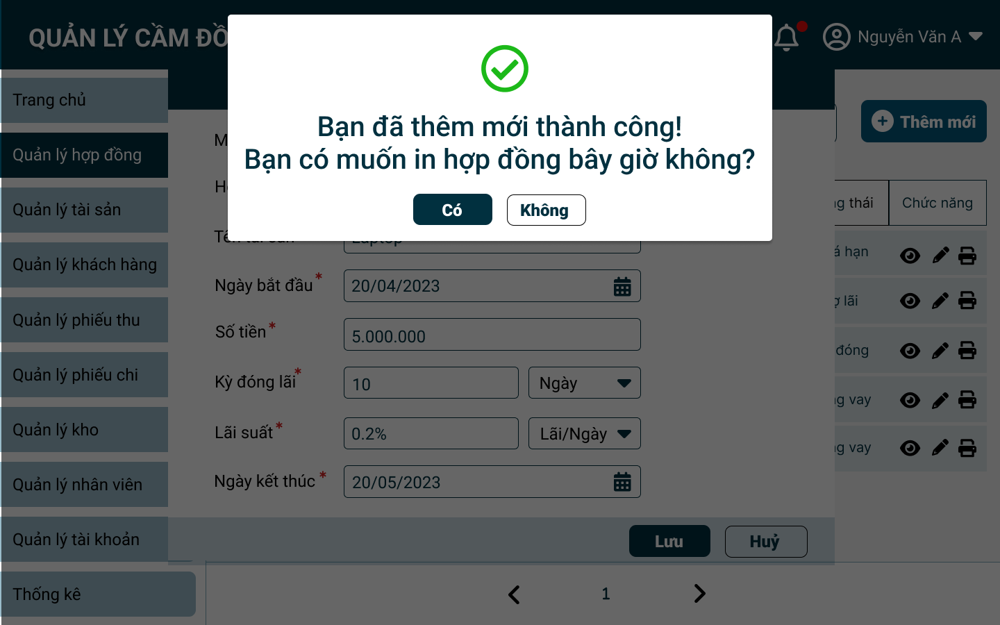 QUẢN LÝ CẦM ĐỒ
Nguyễn Văn A
Bạn đã thêm mới thành công!
Bạn có muốn in hợp đồng bây giờ không?
Có
Không
Trang chủ
Quản lý hợp đồng
Quản lý tài sản
Quản lý khách hàng
Quản lý phiếu thu
Quản lý phiếu chi
Quản lý kho
Quản lý nhân viên
Quản lý tài khoản
Thống kê
Thêm mới
thái
Chức năng
hạn
lãi
đóng
vay
vay
Ngày bắt đầu *
20/04/2023
Số tiền *
5.000.000
Kỳ đóng lãi *
10
Ngày
Lãi suất *
0.2%
Lãi/Ngày
Ngày kết thúc *
20/05/2023
Lưu
Huỷ
1